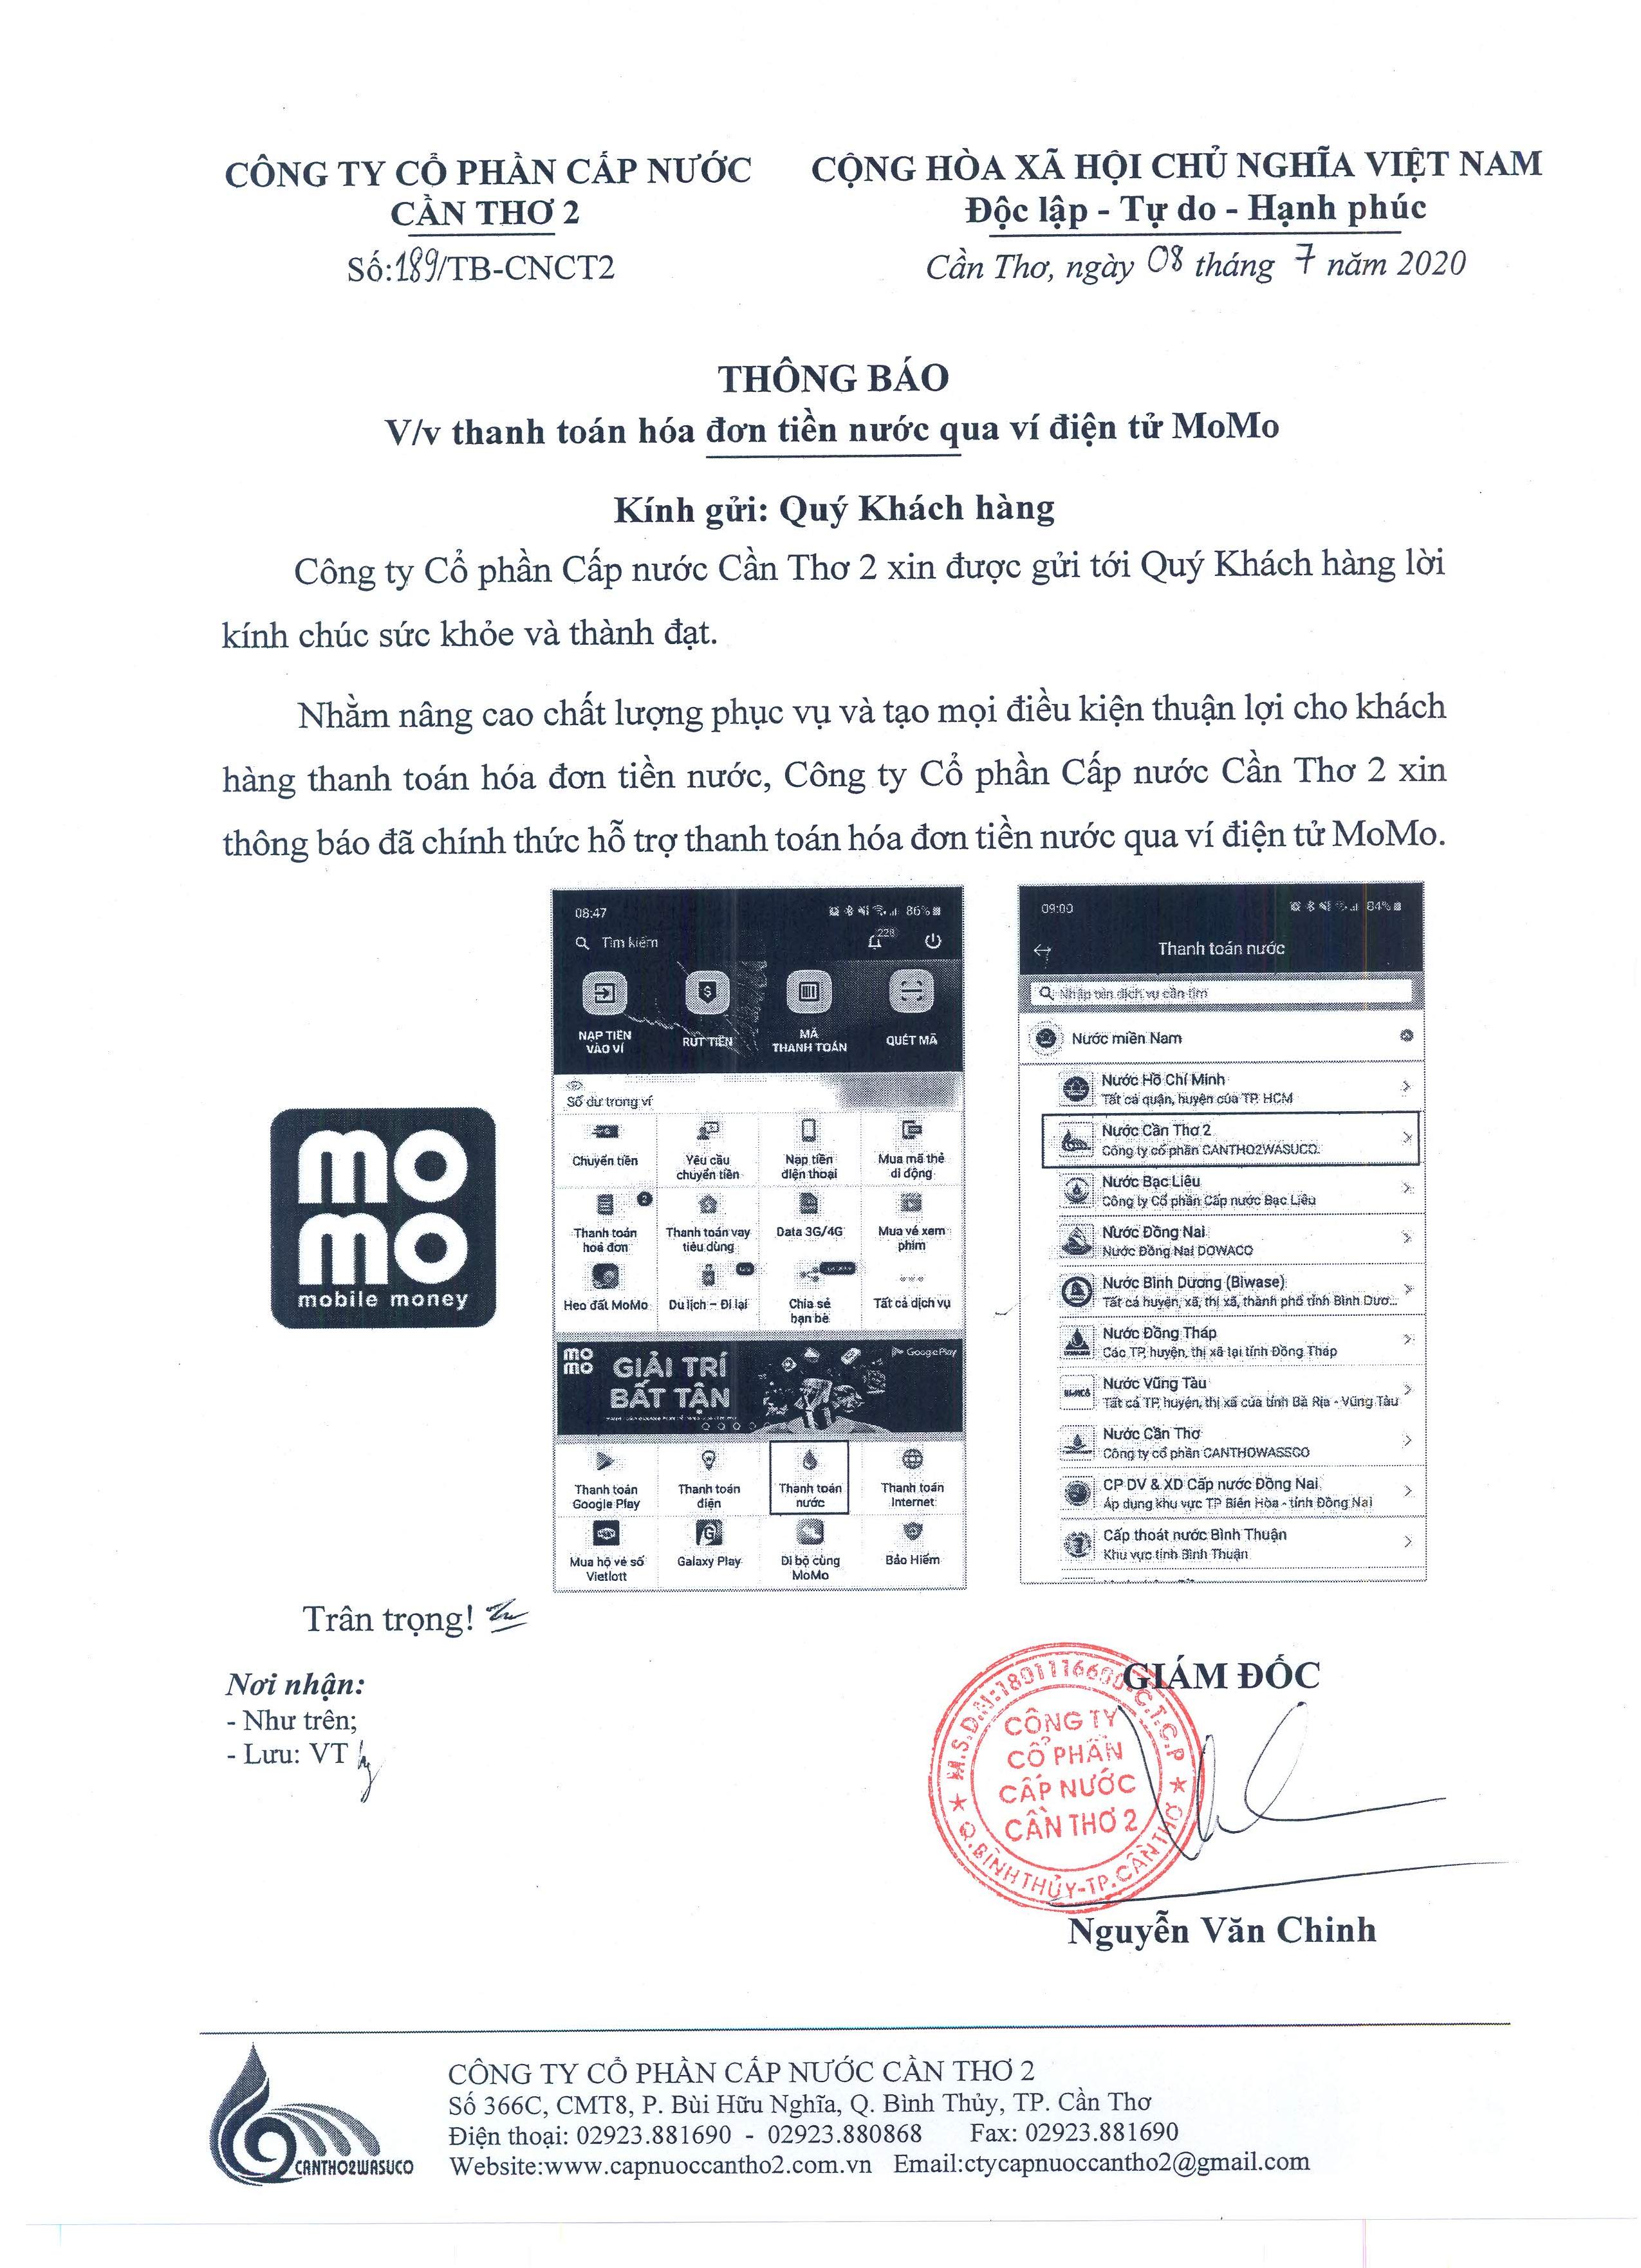 CÔNG TY CỔ PHẦN CẤP NƯỚC
CẦN THƠ 2
Số:189/TB-CNCT2
CỘNG HÒA XÃ HỘI CHỦ NGHĨA VIỆT NAM
Độc lập - Tự do - Hạnh phúc
Cần Thơ, ngày 08 tháng 7 năm 2020
THÔNG BÁO
V/v thanh toán hóa đơn tiền nước qua ví điện tử MoMo
Kính gửi: Quý Khách hàng
Công ty Cổ phần Cấp nước Cần Thơ 2 xin được gửi tới Quý Khách hàng lời
kính chúc sức khỏe và thành đạt.
Nhằm nâng cao chất lượng phục vụ và tạo mọi điều kiện thuận lợi cho khách
hàng thanh toán hóa đơn tiền nước, Công ty Cổ phần Cấp nước Cần Thơ 2 xin
thông báo đã chính thức hỗ trợ thanh toán hóa đơn tiền nước qua ví điện tử MoMo.
mo
mo
mobile money
08:47 86%
Tìm kiếm 228
NẠP TIỀN
VÀO VÍ
RÚT TIỀN
MÃ
THANH TOÁN
QUÉT MÃ
Số dư trong ví
Chuyển tiền
Yêu cầu
chuyển tiền
Nạp tiền
điện thoại
Mua mã thẻ
di động
2
Thanh toán
hoá đơn
Thanh toán vay
tiêu dùng
Data 3G/4G
Mua vé xem
phim
Heo đất MoMo
Du lịch - Đi lại
Chia sẻ
bạn bè
Tất cả dịch vụ
mo
mo
GIẢI TRÍ
BẤT TẬN
Google Play
Thanh toán
Google Play
Thanh toán
điện
Thanh toán
nước
Thanh toán
Internet
Mua hộ vé số
Vietlott
Galaxy Play
Đi bộ cùng
MoMo
Bảo Hiểm
09:00 84%
Thanh toán nước
Nhập tên dịch vụ cần tìm
Nước miền Nam
Nước Hồ Chí Minh
Tất cả quận, huyện của TP. HCM
Nước Cần Thơ 2
Công ty cổ phần CANTHO2WASUCO.
Nước Bạc Liêu
Công ty Cổ phần Cấp nước Bạc Liêu
Nước Đồng Nai
Nước Đồng Nai DOWACO
Nước Bình Dương (Biwase)
Tất cả huyện, xã, thị xã, thành phố tỉnh Bình Dươ...
Nước Đồng Tháp
Các TP, huyện, thị xã tại tỉnh Đồng Tháp
Nước Vũng Tàu
Tất cả TP, huyện, thị xã của tỉnh Bà Rịa - Vũng Tàu
Nước Cần Thơ
Công ty cổ phần CANTHOWASSCO
CP DV & XD Cấp nước Đồng Nai
Áp dụng khu vực TP Biên Hòa - tỉnh Đồng Nai
Cấp thoát nước Bình Thuận
Khu vực tỉnh Bình Thuận
Trân trọng!
Nơi nhận:
- Như trên;
- Lưu: VT
GIÁM ĐỐC
M.S.D.N:1801116600-C.T.C.P
CÔNG TY
CỔ PHẦN
CẤP NƯỚC
CẦN THƠ 2
Q.BÌNH THỦY-TP.CẦN THƠ
Nguyễn Văn Chinh
CANTHO2WASUCO
CÔNG TY CỔ PHẦN CẤP NƯỚC CẦN THƠ 2
Số 366C, CMT8, P. Bùi Hữu Nghĩa, Q. Bình Thủy, TP. Cần Thơ
Điện thoại: 02923.881690 - 02923.880868 Fax: 02923.881690
Website:www.capnuoccantho2.com.vn Email:ctycapnuoccantho2@gmail.com